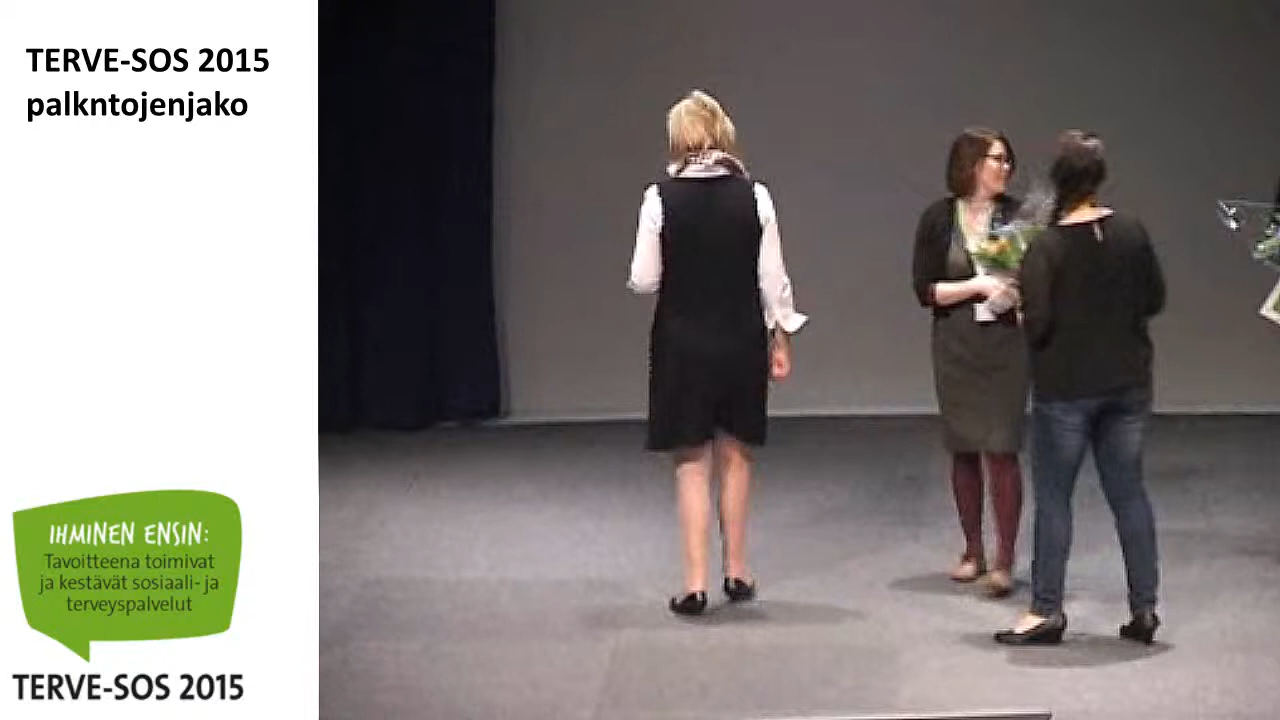 TERVE-SOS 2015
palkntojenjako
IHMINEN ENSIN:
Tavoitteena toimivat
ja kestävät sosiaali- ja
terveyspalvelut
TERVE-SOS 2015